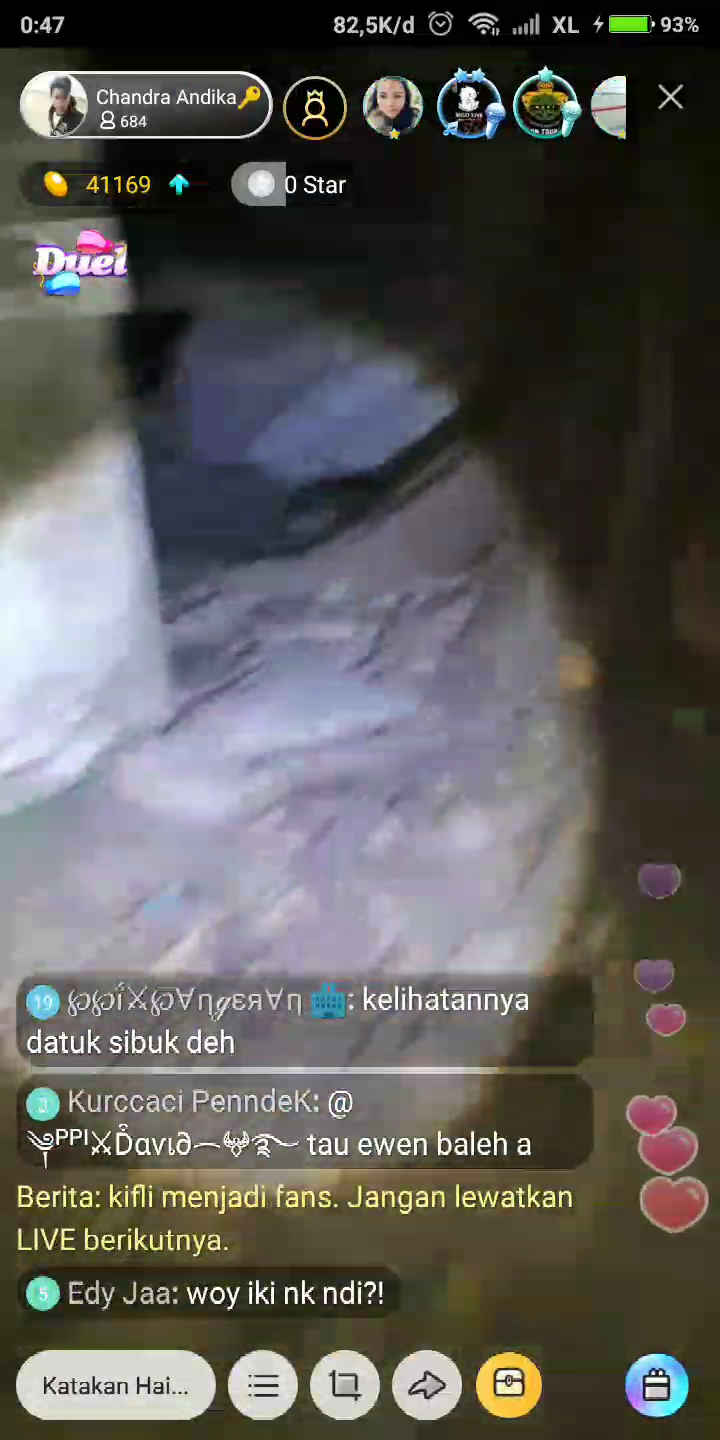 0:47 82,5K/d XL 93%
Chandra Andika
684
41169 0 Star
Duel
19 kelihatannya
datuk sibuk deh
Kurccaci PenndeK: @
tau ewen baleh a
Berita: kifli menjadi fans. Jangan lewatkan
LIVE berikutnya.
5 Edy Jaa: woy iki nk ndi?!
Katakan Hai...